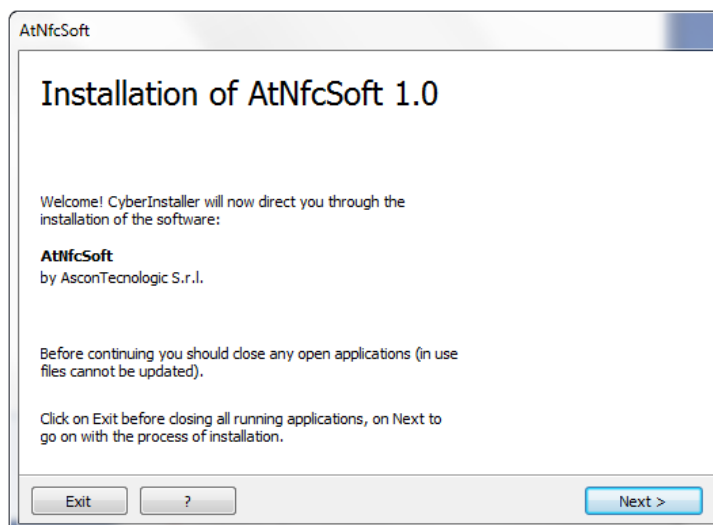 AtNfcSoft
Installation of AtNfcSoft 1.0
Welcome! CyberInstaller will now direct you through the
installation of the software:
AtNfcSoft
by AsconTecnologic S.r.l.
Before continuing you should close any open applications (in use
files cannot be updated).
Click on Exit before closing all running applications, on Next to
go on with the process of installation.
Exit
?
Next >